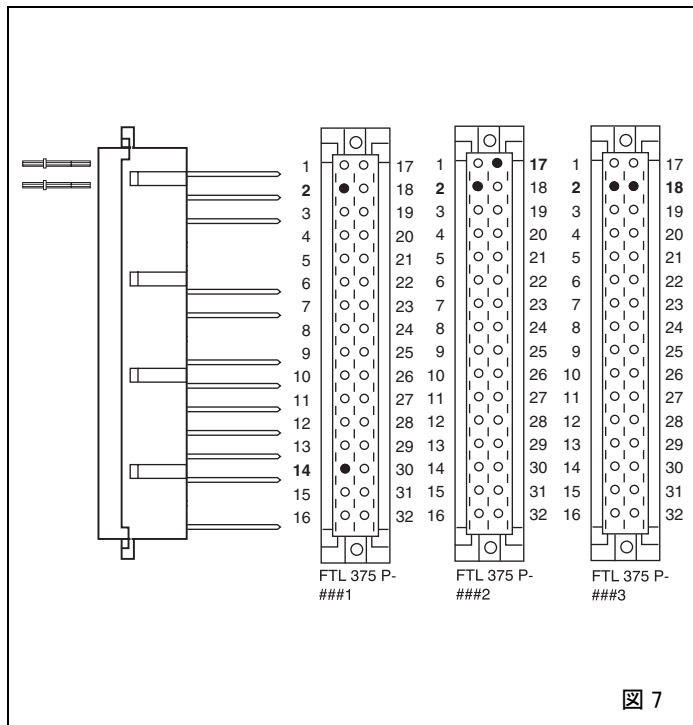 1 17 1 17 1 17
2 18 2 18 2 18
3 19 3 19 3 19
4 20 4 20 4 20
5 21 5 21 5 21
6 22 6 22 6 22
7 23 7 23 7 23
8 24 8 24 8 24
9 25 9 25 9 25
10 26 10 26 10 26
11 27 11 27 11 27
12 28 12 28 12 28
13 29 13 29 13 29
14 30 14 30 14 30
15 31 15 31 15 31
16 32 16 32 16 32
FTL 375 P-
###1
FTL 375 P-
###2
FTL 375 P-
###3
図 7